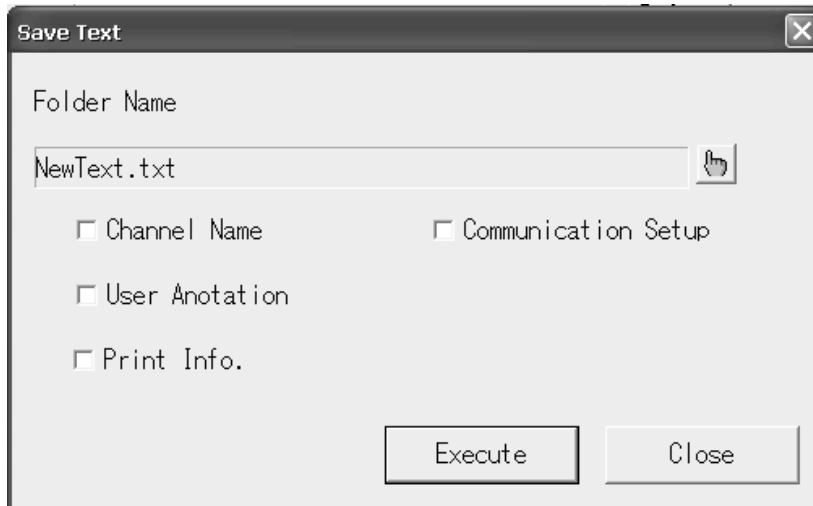 Save Text
Folder Name
NewText.txt
Channel Name Communication Setup
User Anotation
Print Info.
Execute Close